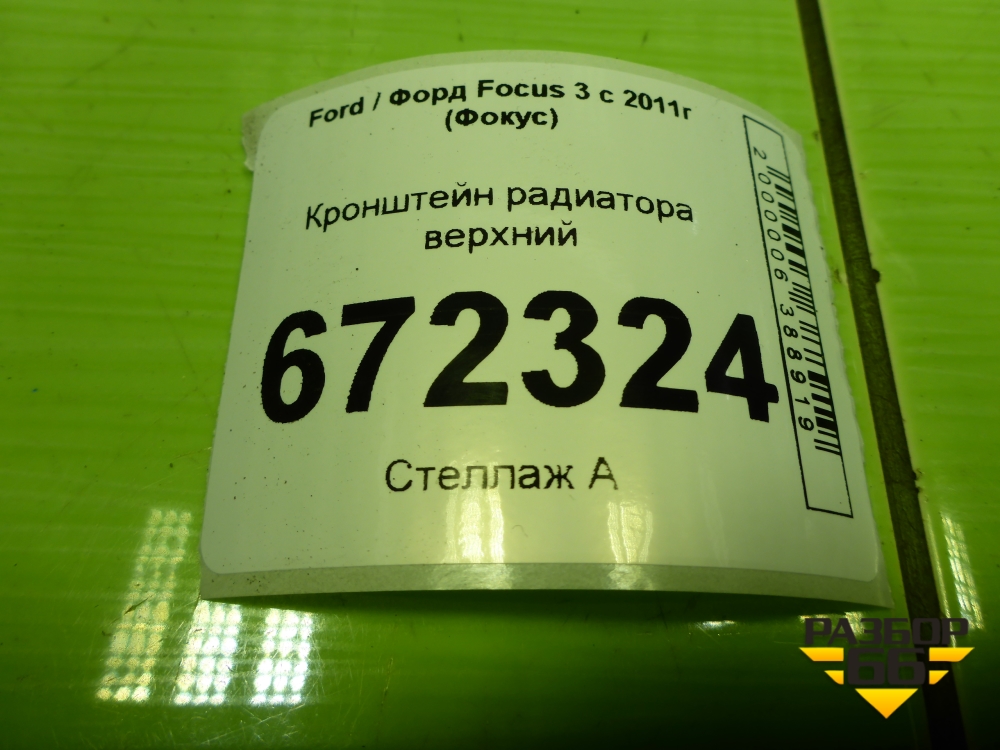 Ford / Форд Focus 3 с 2011г
(Фокус)
Кронштейн радиатора
верхний
672324
Стеллаж А
2000006388919
РАЗБОР
66